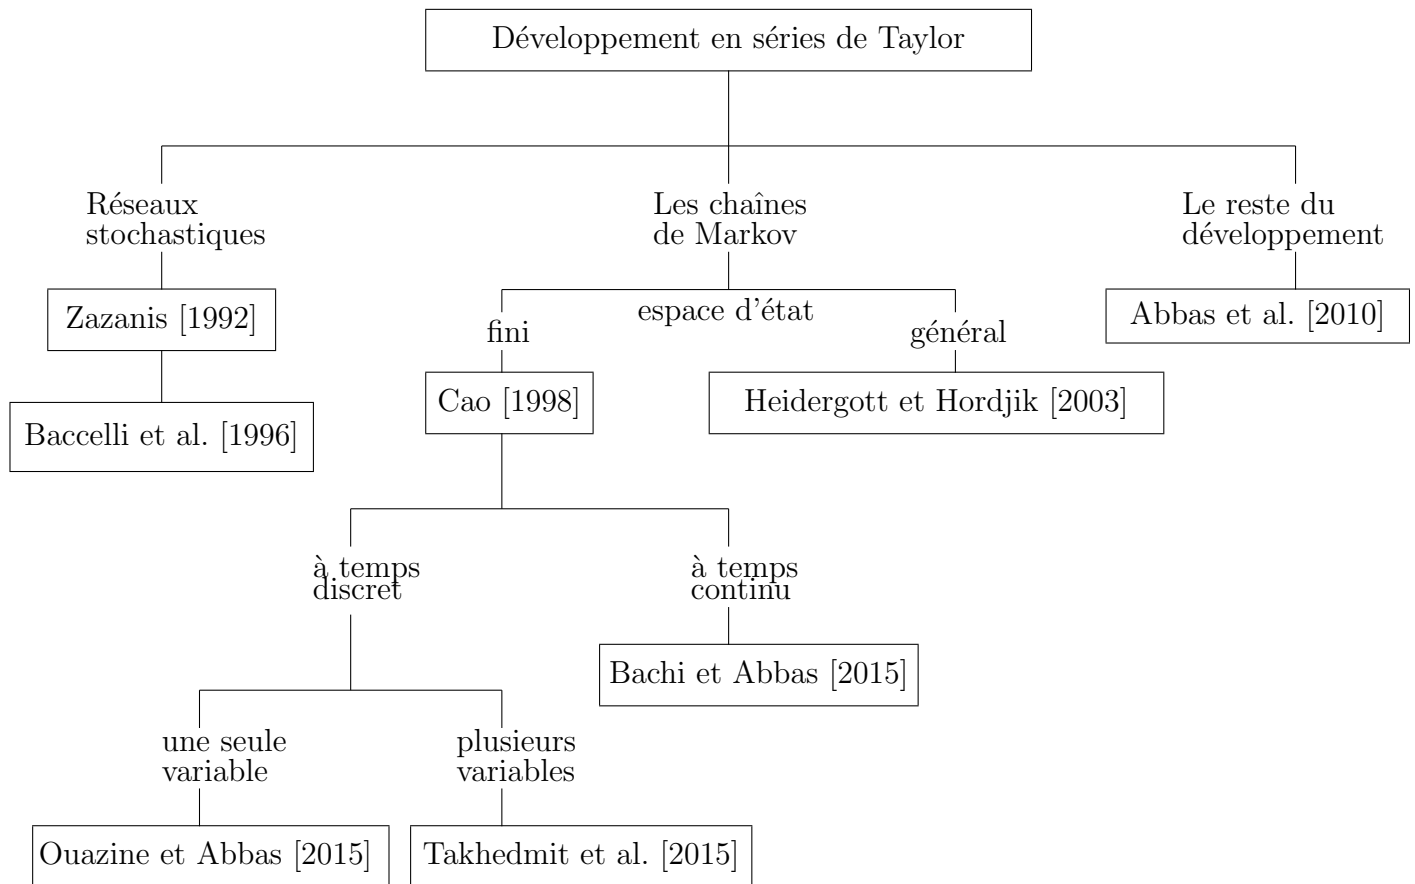 Développement en séries de Taylor
Réseaux
stochastiques
Les chaînes
de Markov
Le reste du
développement
Zazanis [1992]
espace d'état
Abbas et al. [2010]
fini
général
Cao [1998]
Heidergott et Hordjik [2003]
Baccelli et al. [1996]
à temps
discret
à temps
continu
Bachi et Abbas [2015]
une seule
variable
plusieurs
variables
Ouazine et Abbas [2015]
Takhedmit et al. [2015]